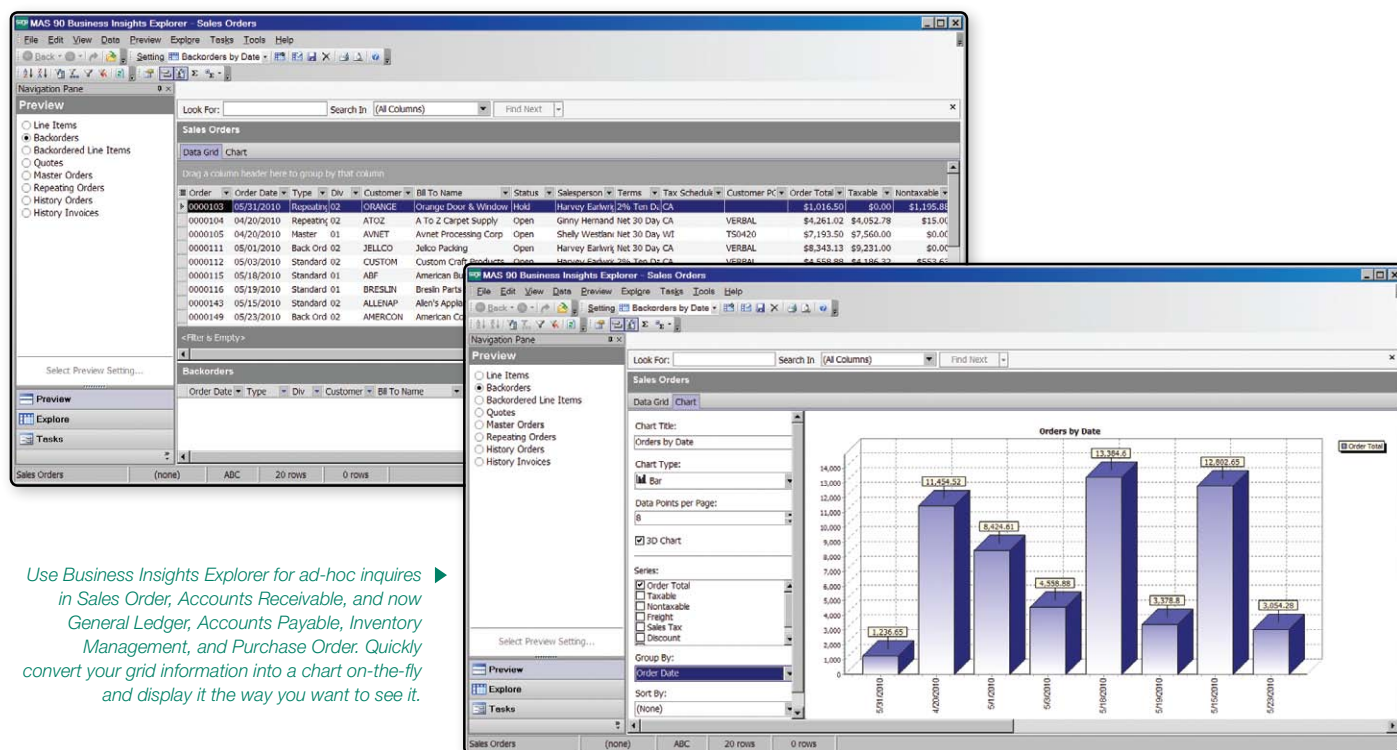 MAS 90 Business Insights Explorer - Sales Orders
File Edit View Data Preview Explore Tasks Tools Help
Back Setting Backorders by Date
Navigation Pane
Preview
Line Items
Backorders
Backordered Line Items
Quotes
Master Orders
Repeating Orders
History Orders
History Invoices
Select Preview Setting...
Preview
Explore
Tasks
Look For: Search In (All Columns) Find Next
Sales Orders
Data Grid Chart
Drag a column header here to group by that column
Order Order Date Type Div Customer Bill To Name Status Salesperson Terms Tax Schedule Customer PO Order Total Taxable Nontaxable
0000103 05/31/2010 Repeating 02 ORANGE Orange Door & Window Hold Harvey Earlwri 2% Ten Da CA $1,016.50 $0.00 $1,195.88
0000104 04/20/2010 Repeating 02 ATOZ A To Z Carpet Supply Open Ginny Hernand Net 30 Day CA VERBAL $4,261.02 $4,052.78 $15.00
0000105 04/20/2010 Master 01 AVNET Avnet Processing Corp Open Shelly Westland Net 30 Day WI TS0420 $7,193.50 $7,560.00 $0.00
0000111 05/01/2010 Back Ord 02 JELLCO Jelco Packing Open Harvey Earlwri Net 30 Day CA VERBAL $8,343.13 $9,231.00 $0.00
0000112 05/03/2010 Standard 02 CUSTOM Custom Craft Products Open Harvey Earlwri 2% Ten Da CA VERBAL $4,558.88 $4,186.32 $553.63
0000115 05/18/2010 Standard 01 ABF American Bu
0000116 05/19/2010 Standard 01 BRESLIN Breslin Parts
0000143 05/15/2010 Standard 02 ALLENAP Allen's Applia
0000149 05/23/2010 Back Ord 02 AMERCON American Co
<Filter is Empty>
Backorders
Order Date Type Div Customer Bill To Name
Sales Orders (none) ABC 20 rows 0 rows
Use Business Insights Explorer for ad-hoc inquires
in Sales Order, Accounts Receivable, and now
General Ledger, Accounts Payable, Inventory
Management, and Purchase Order. Quickly
convert your grid information into a chart on-the-fly
and display it the way you want to see it.
MAS 90 Business Insights Explorer - Sales Orders
File Edit View Data Preview Explore Tasks Tools Help
Back Setting Backorders by Date
Navigation Pane
Preview
Line Items
Backorders
Backordered Line Items
Quotes
Master Orders
Repeating Orders
History Orders
History Invoices
Select Preview Setting...
Preview
Explore
Tasks
Look For: Search In (All Columns) Find Next
Sales Orders
Data Grid Chart
Chart Title:
Orders by Date
Chart Type:
Bar
Data Points per Page:
8
3D Chart
Series:
Order Total
Taxable
Nontaxable
Freight
Sales Tax
Discount
Group By:
Order Date
Sort By:
(None)
Orders by Date
Order Total
14,000
13,000
12,000
11,000
10,000
9,000
8,000
7,000
6,000
5,000
4,000
3,000
2,000
1,000
0
1,236.65
11,454.52
8,424.61
4,558.88
13,384.6
3,378.8
12,802.65
3,054.28
5/31/2010
4/20/2010
5/1/2010
5/3/2010
5/18/2010
5/19/2010
5/15/2010
5/23/2010
Sales Orders (none) ABC 20 rows 0 rows